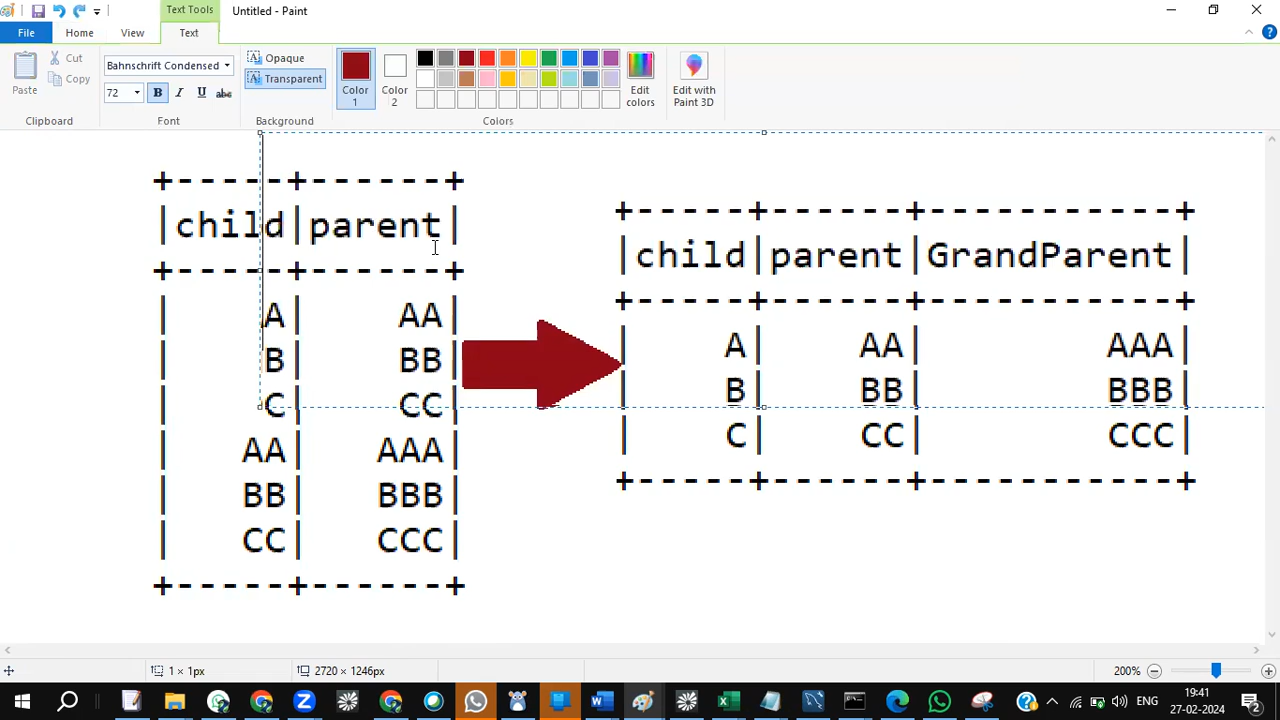 Text Tools
Untitled - Paint
File
Home
View
Text
Paste
Cut
Copy
Clipboard
Bahnschrift Condensed
72
B
I
U
abc
Font
Opaque
Transparent
Background
Color 1
Color 2
Edit colors
Edit with Paint 3D
Colors
+-----+------+
|child|parent|
+-----+------+
| A| AA|
| B| BB|
| C| CC|
| AA| AAA|
| BB| BBB|
| CC| CCC|
+-----+------+
+-----+------+-----------+
|child|parent|GrandParent|
+-----+------+-----------+
| A| AA| AAA|
| B| BB| BBB|
| C| CC| CCC|
+-----+------+-----------+
1 × 1px
2720 × 1246px
200%
ENG
19:41
27-02-2024
2